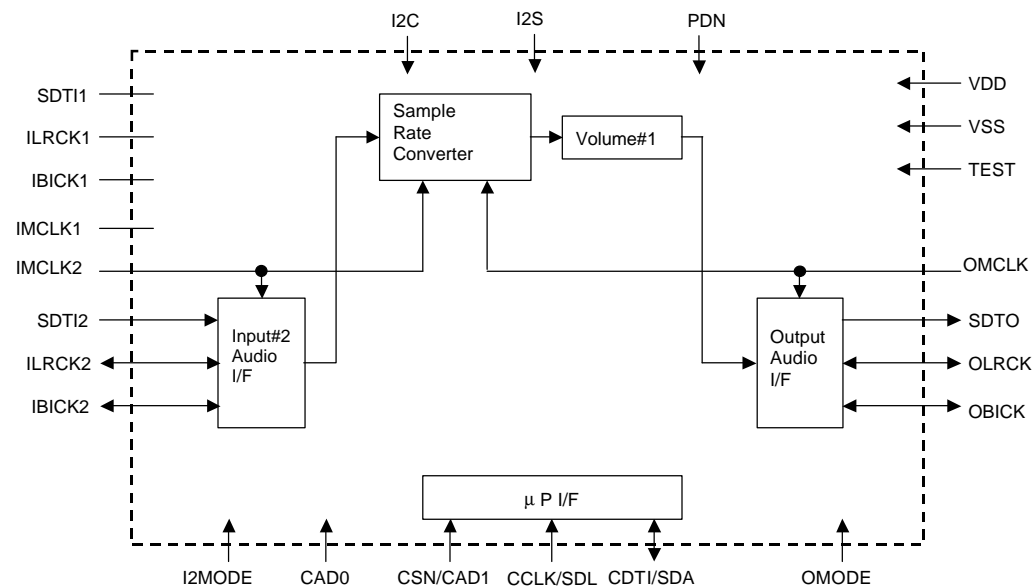 I2C
I2S
PDN
SDTI1
ILRCK1
IBICK1
IMCLK1
IMCLK2
SDTI2
ILRCK2
IBICK2
Sample
Rate
Converter
Volume#1
Input#2
Audio
I/F
Output
Audio
I/F
VDD
VSS
TEST
OMCLK
SDTO
OLRCK
OBICK
μ P I/F
I2MODE
CAD0
CSN/CAD1
CCLK/SDL
CDTI/SDA
OMODE